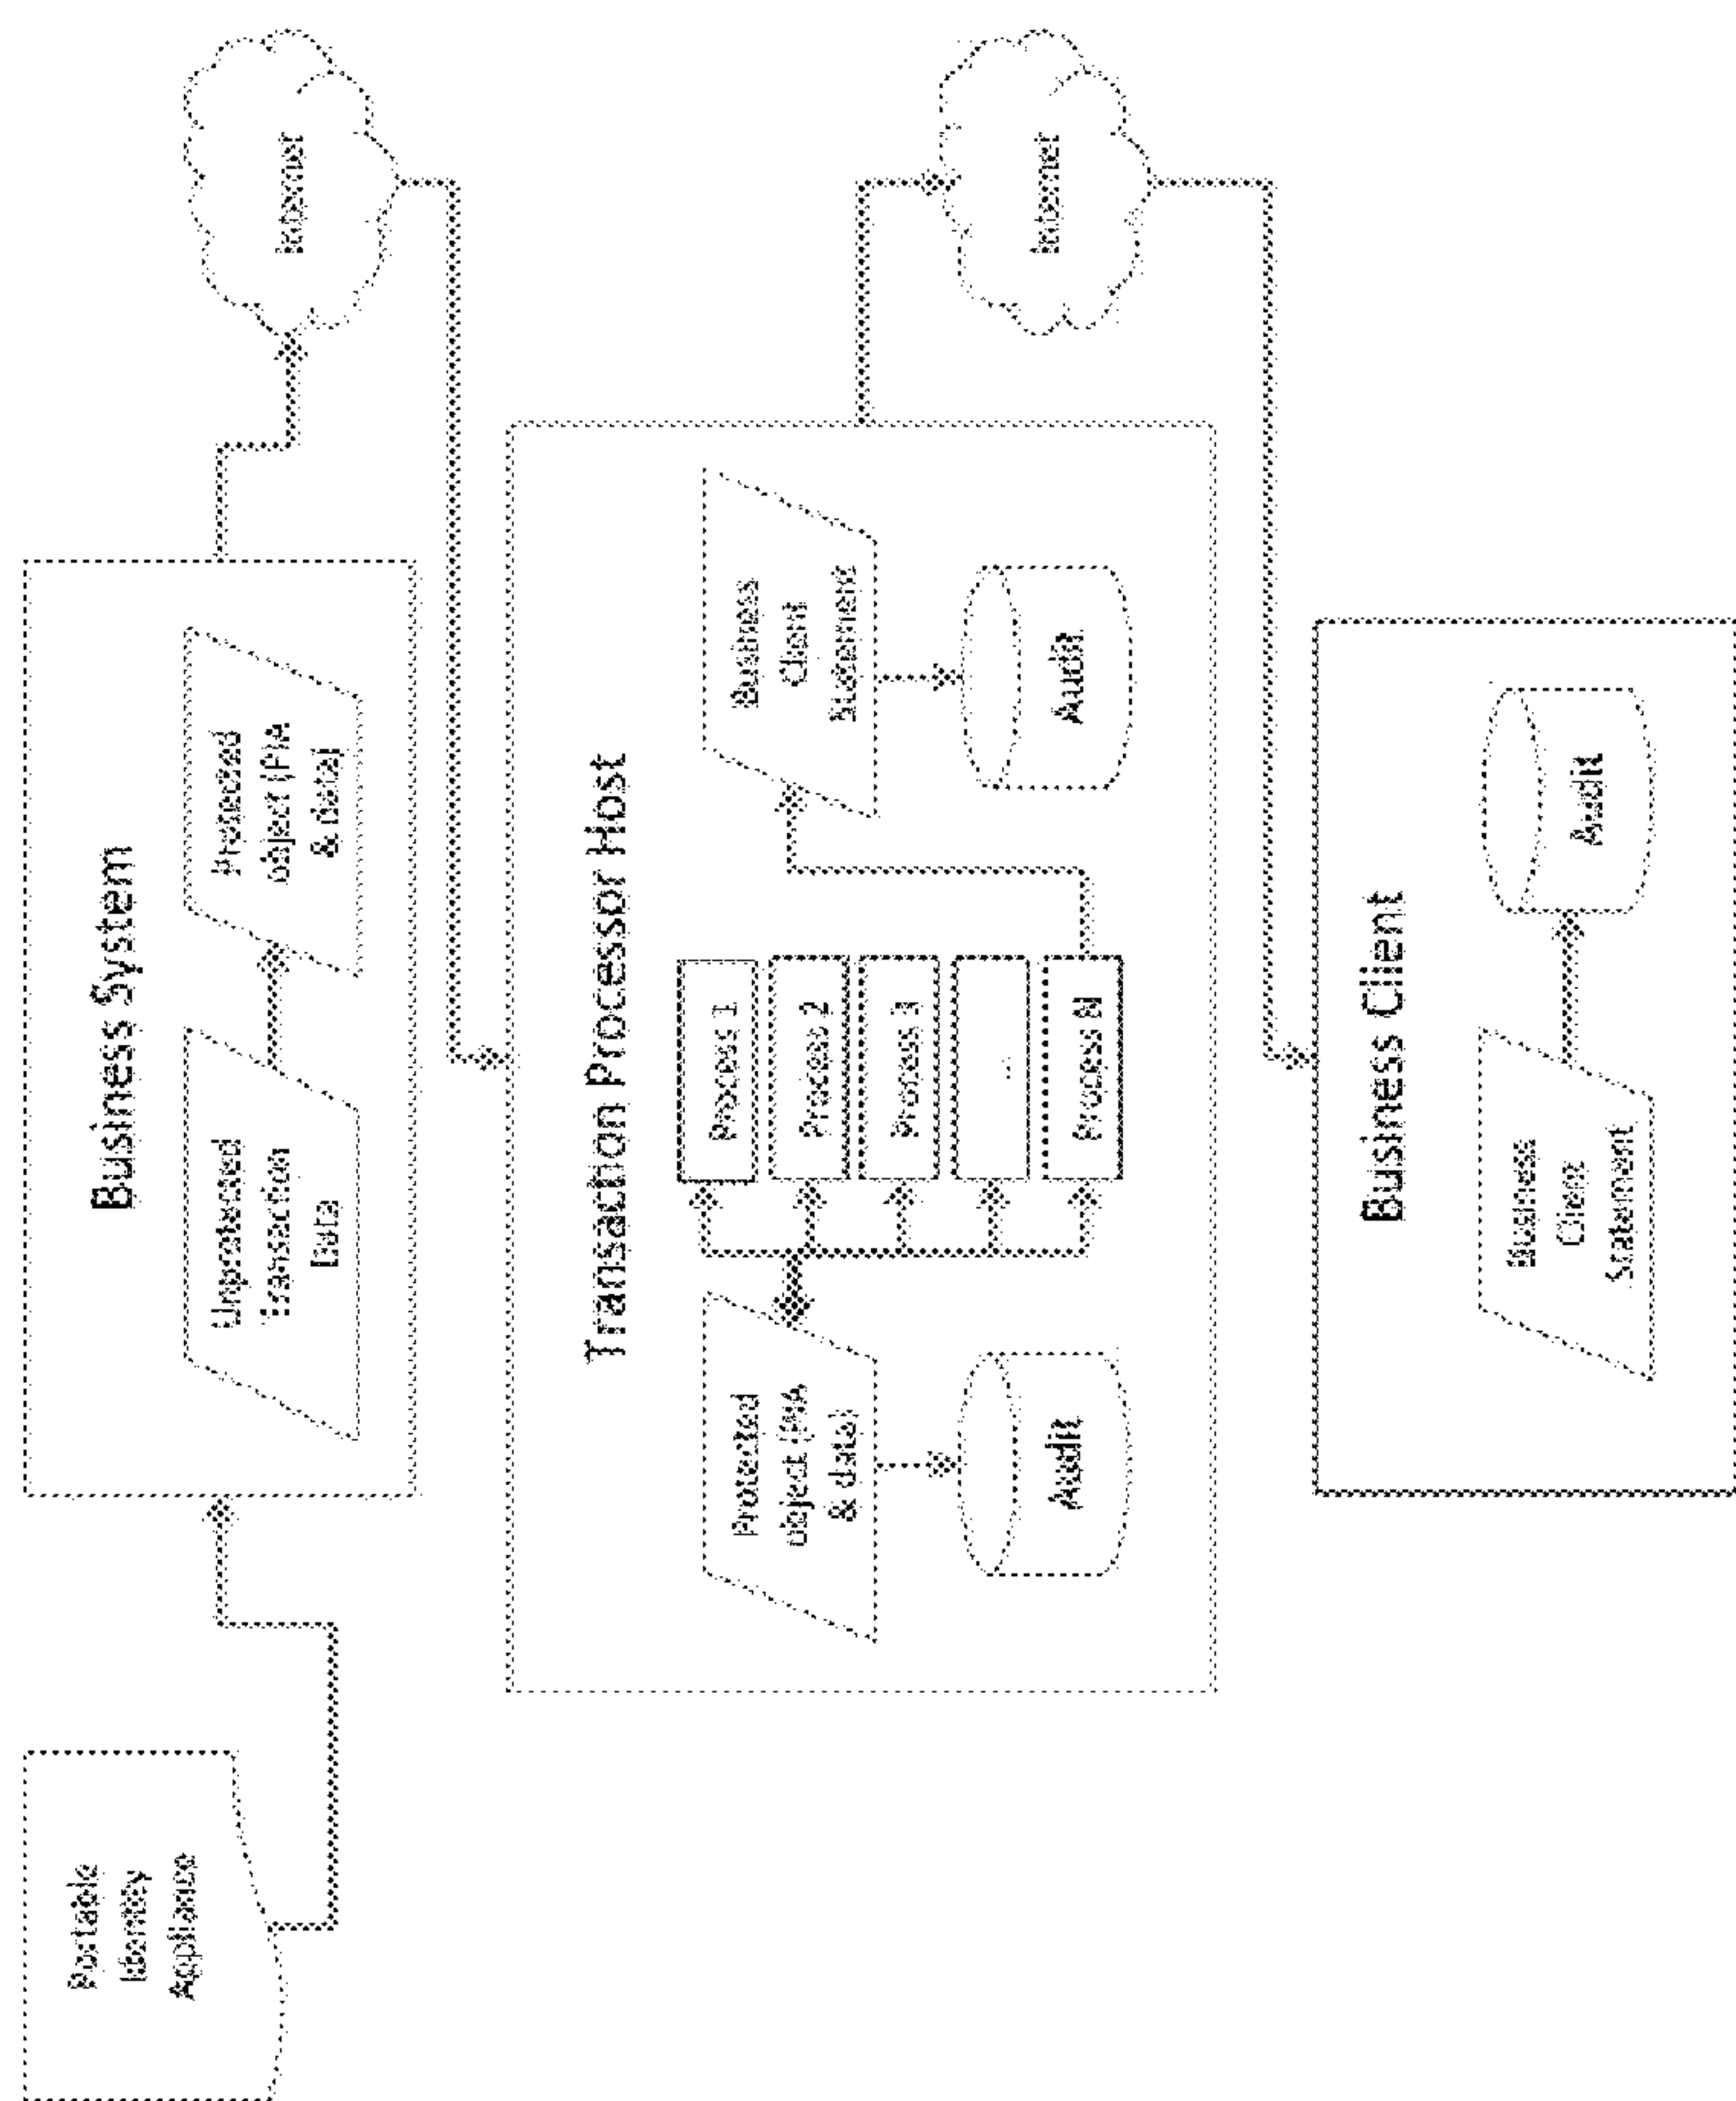 Portable
Identity
Appliance
Business System
Unprotected
Transaction
Data
Protected
object (PIA
& data)
Internet
Transaction Processor Host
Protected
object (PIA
& data)
Audit
Process 1
Process 2
Process 3
...
Process N
Business
Client
Statement
Audit
Internet
Business Client
Business
Client
Statement
Audit